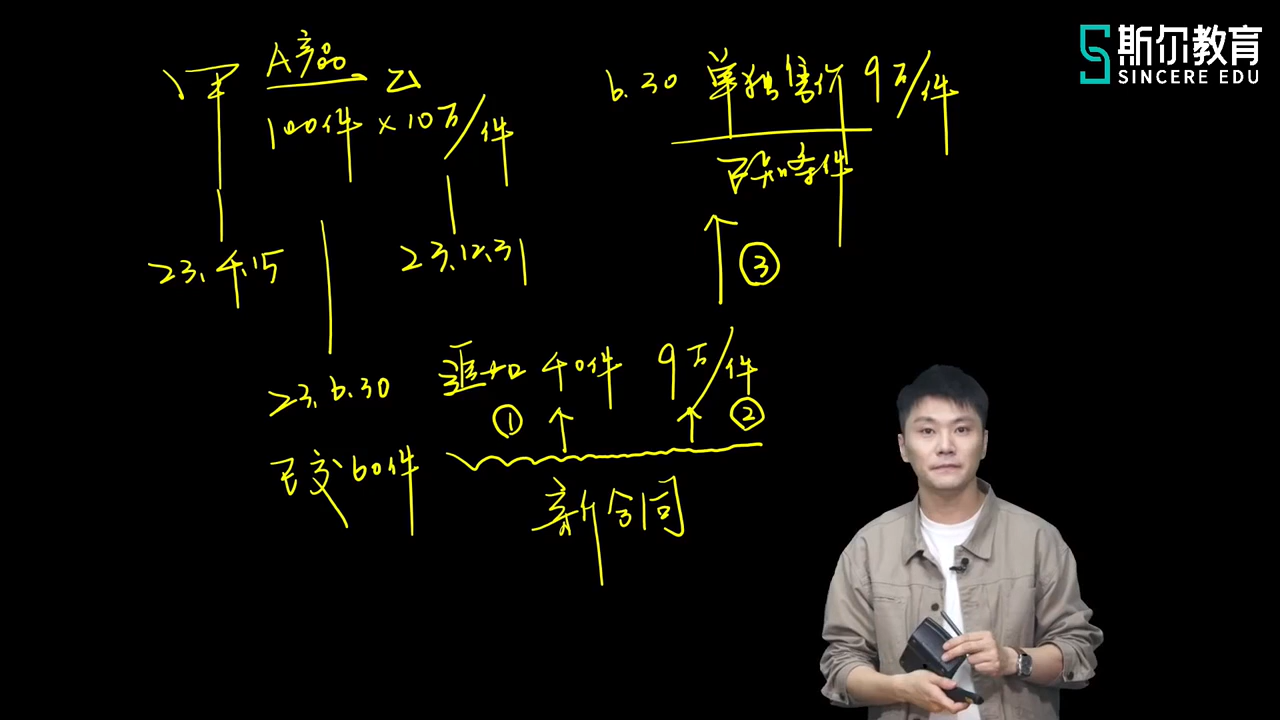 斯尔教育
SINCERE EDU
甲 A产品 乙
100件 × 10万/件
23.4.15
23.12.31
6.30 单独售价 9万/件
已知条件
③
23.6.30 追加 40件 9万/件
① ②
已交60件
新合同